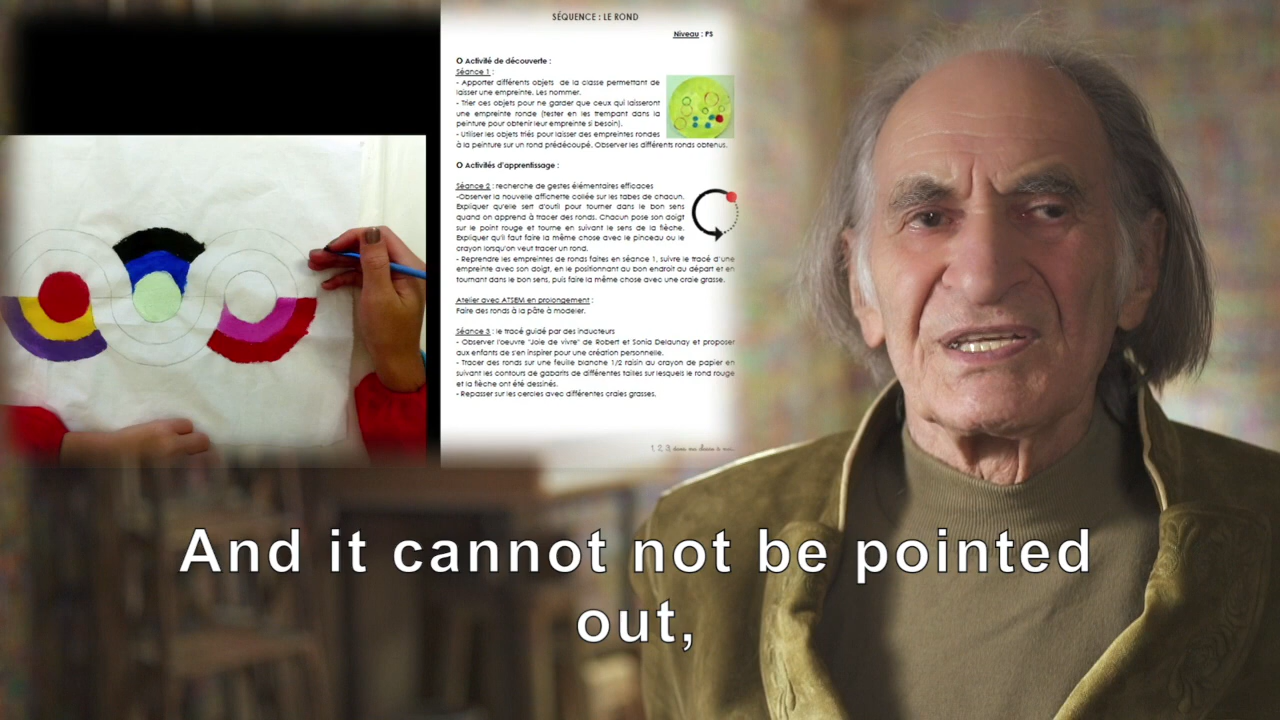 SÉQUENCE : LE ROND
Niveau : PS
O Activité de découverte :
Séance 1 :
- Apporter différents objets de la classe permettant de
laisser une empreinte. Les nommer.
- Trier ces objets pour ne garder que ceux qui laisseront
une empreinte ronde (tester en les trempant dans la
peinture pour obtenir leur empreinte si besoin).
- Utiliser les objets triés pour laisser des empreintes rondes
à la peinture sur un rond prédécoupé. Observer les différents ronds obtenus.
O Activités d'apprentissage :
Séance 2 : recherche de gestes élémentaires efficaces
-Observer la nouvelle affichette collée sur les tables de chacun.
Expliquer qu'elle sert d'outil pour tourner dans le bon sens
quand on apprend à tracer des ronds. Chacun pose son doigt
sur le point rouge et tourne en suivant le sens de la flèche.
Expliquer qu'il faut faire la même chose avec le pinceau ou le
crayon lorsqu'on veut tracer un rond.
- Reprendre les empreintes de ronds faites en séance 1, suivre le tracé d'une
empreinte avec son doigt, en le positionnant au bon endroit au départ et en
tournant dans le bon sens, puis faire la même chose avec une craie grasse.
Atelier avec ATSEM en prolongement :
Faire des ronds à la pâte à modeler.
Séance 3 : le tracé guidé par des inducteurs
- Observer l'oeuvre "Joie de vivre" de Robert et Sonia Delaunay et proposer
aux enfants de s'en inspirer pour une création personnelle.
- Tracer des ronds sur une feuille blanche 1/2 raisin au crayon de papier en
suivant les contours de gabarits de différentes tailles sur lesquels le rond rouge
et la flèche ont été dessinés.
- Repasser sur les cercles avec différentes craies grasses.
1, 2, 3 dans ma classe à moi...
And it cannot not be pointed
out,